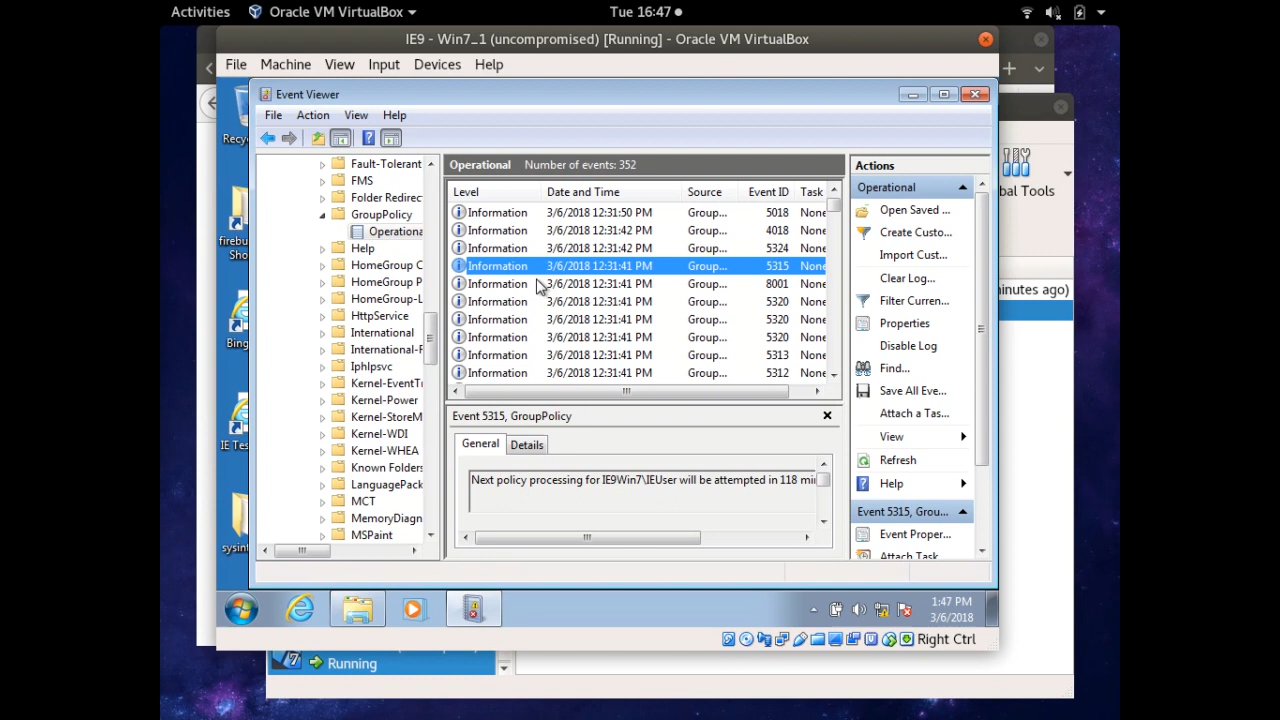 Activities Oracle VM VirtualBox Tue 16:47
IE9 - Win7_1 (uncompromised) [Running] - Oracle VM VirtualBox
File Machine View Input Devices Help
Event Viewer
File Action View Help
Recyc
firebu
Sho
Bing
IE Tes
sysint
Fault-Tolerant
FMS
Folder Redirec
GroupPolicy
Operationa
Help
HomeGroup C
HomeGroup P
HomeGroup-L
HttpService
International
International-F
Iphlpsvc
Kernel-EventTr
Kernel-Power
Kernel-StoreM
Kernel-WDI
Kernel-WHEA
Known Folders
LanguagePack
MCT
MemoryDiagn
MSPaint
Operational Number of events: 352
Level Date and Time Source Event ID Task
Information 3/6/2018 12:31:50 PM Group... 5018 None
Information 3/6/2018 12:31:42 PM Group... 4018 None
Information 3/6/2018 12:31:42 PM Group... 5324 None
Information 3/6/2018 12:31:41 PM Group... 5315 None
Information 3/6/2018 12:31:41 PM Group... 8001 None
Information 3/6/2018 12:31:41 PM Group... 5320 None
Information 3/6/2018 12:31:41 PM Group... 5320 None
Information 3/6/2018 12:31:41 PM Group... 5320 None
Information 3/6/2018 12:31:41 PM Group... 5313 None
Information 3/6/2018 12:31:41 PM Group... 5312 None
Event 5315, GroupPolicy
General Details
Next policy processing for IE9Win7\IEUser will be attempted in 118 mi
Actions
Operational
Open Saved ...
Create Custo...
Import Cust...
Clear Log...
Filter Curren...
Properties
Disable Log
Find...
Save All Eve...
Attach a Tas...
View
Refresh
Help
Event 5315, Grou...
Event Proper...
Attach Task
bal Tools
inutes ago)
1:47 PM
3/6/2018
Right Ctrl
Running